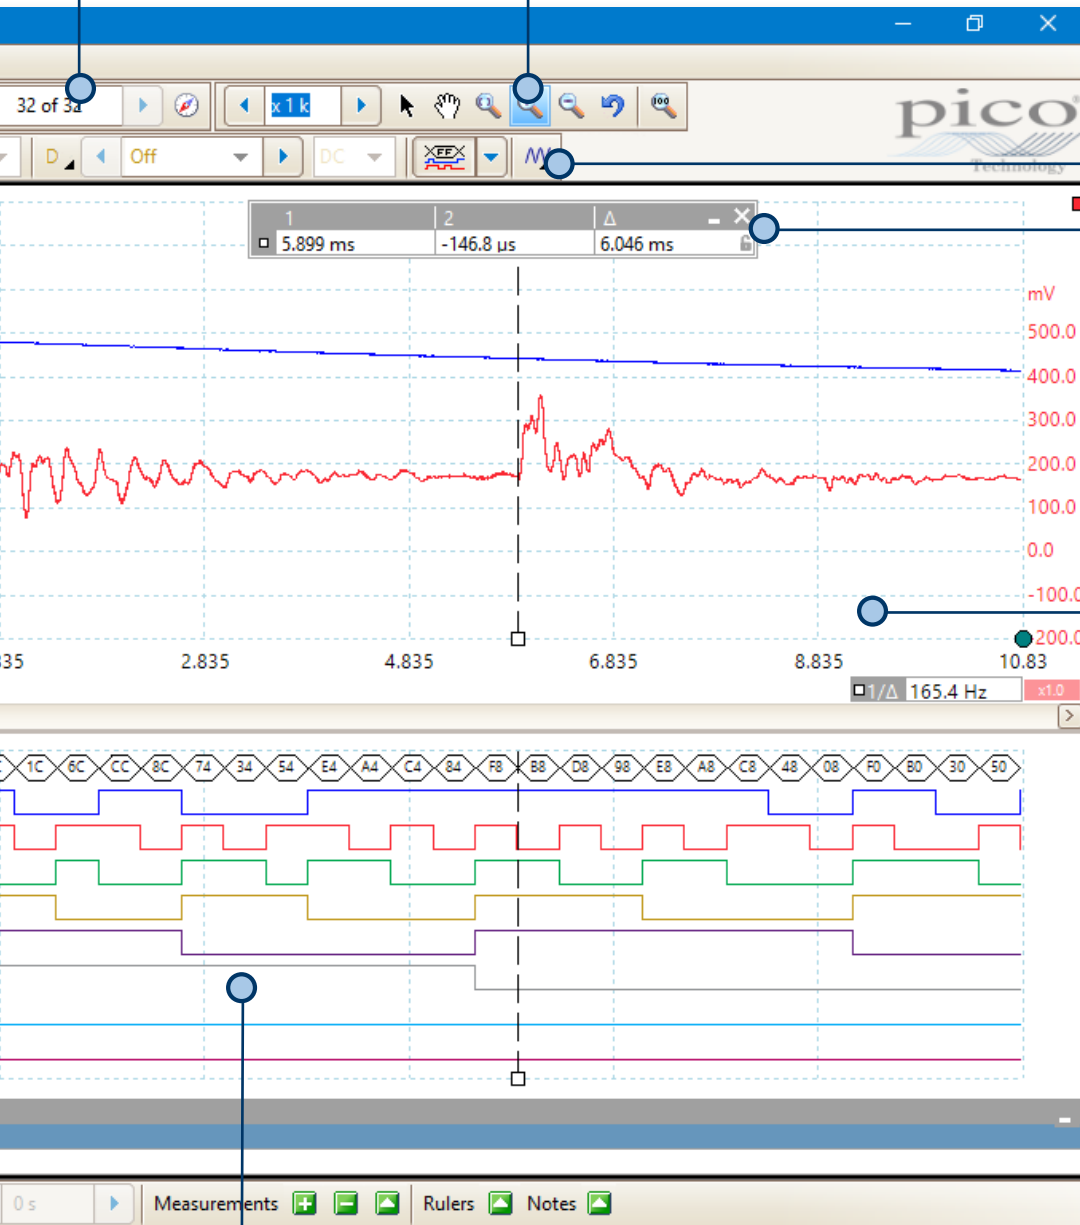 32 of 32 x 1 k 100
pico
Technology
D Off DC XFFX
1 2 Δ
5.899 ms -146.8 µs 6.046 ms
mV
500.0
400.0
300.0
200.0
100.0
0.0
-100.0
-200.0
835 2.835 4.835 6.835 8.835 10.83
1/Δ 165.4 Hz x1.0
1C 6C CC 8C 74 34 54 E4 A4 C4 84 F8 B8 D8 98 E8 A8 C8 48 08 F0 B0 30 50
0 s Measurements Rulers Notes